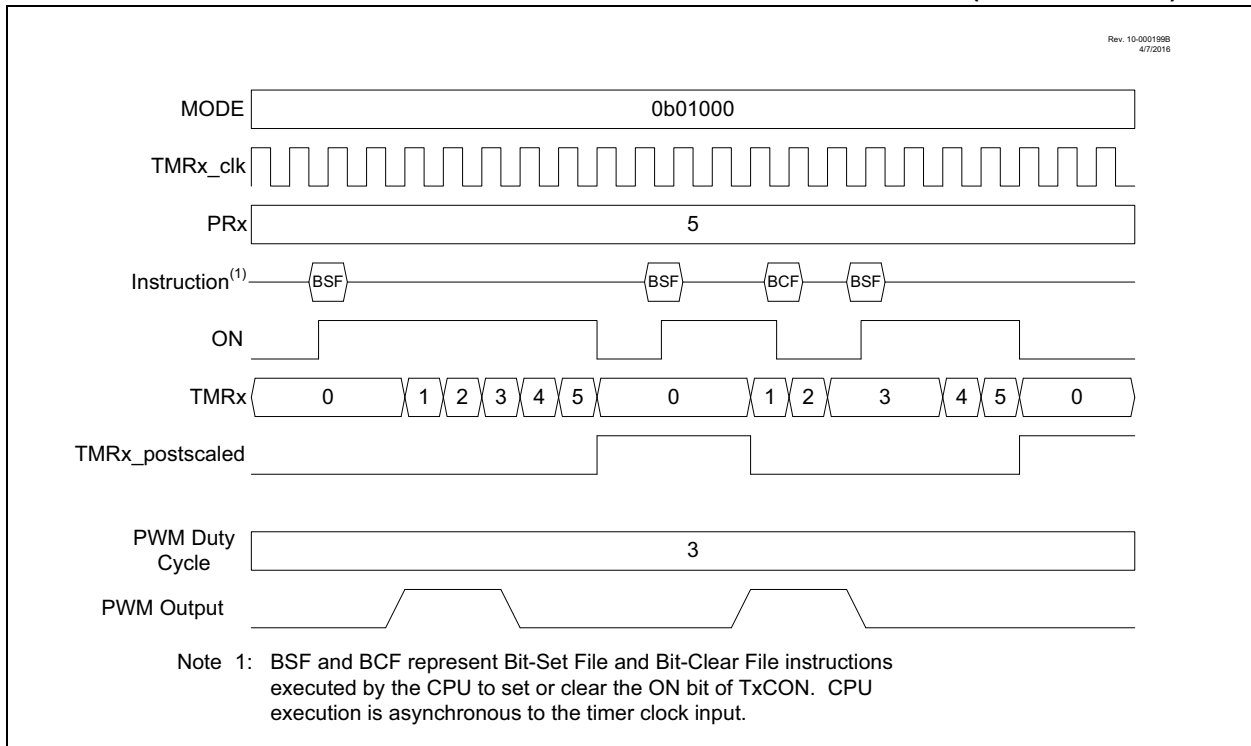 Rev. 10-000199B
4/7/2016
MODE 0b01000
TMRx_clk
PRx 5
Instruction(1) BSF BSF BCF BSF
ON
TMRx 0 1 2 3 4 5 0 1 2 3 4 5 0
TMRx_postscaled
PWM Duty
Cycle 3
PWM Output
Note 1: BSF and BCF represent Bit-Set File and Bit-Clear File instructions
executed by the CPU to set or clear the ON bit of TxCON. CPU
execution is asynchronous to the timer clock input.